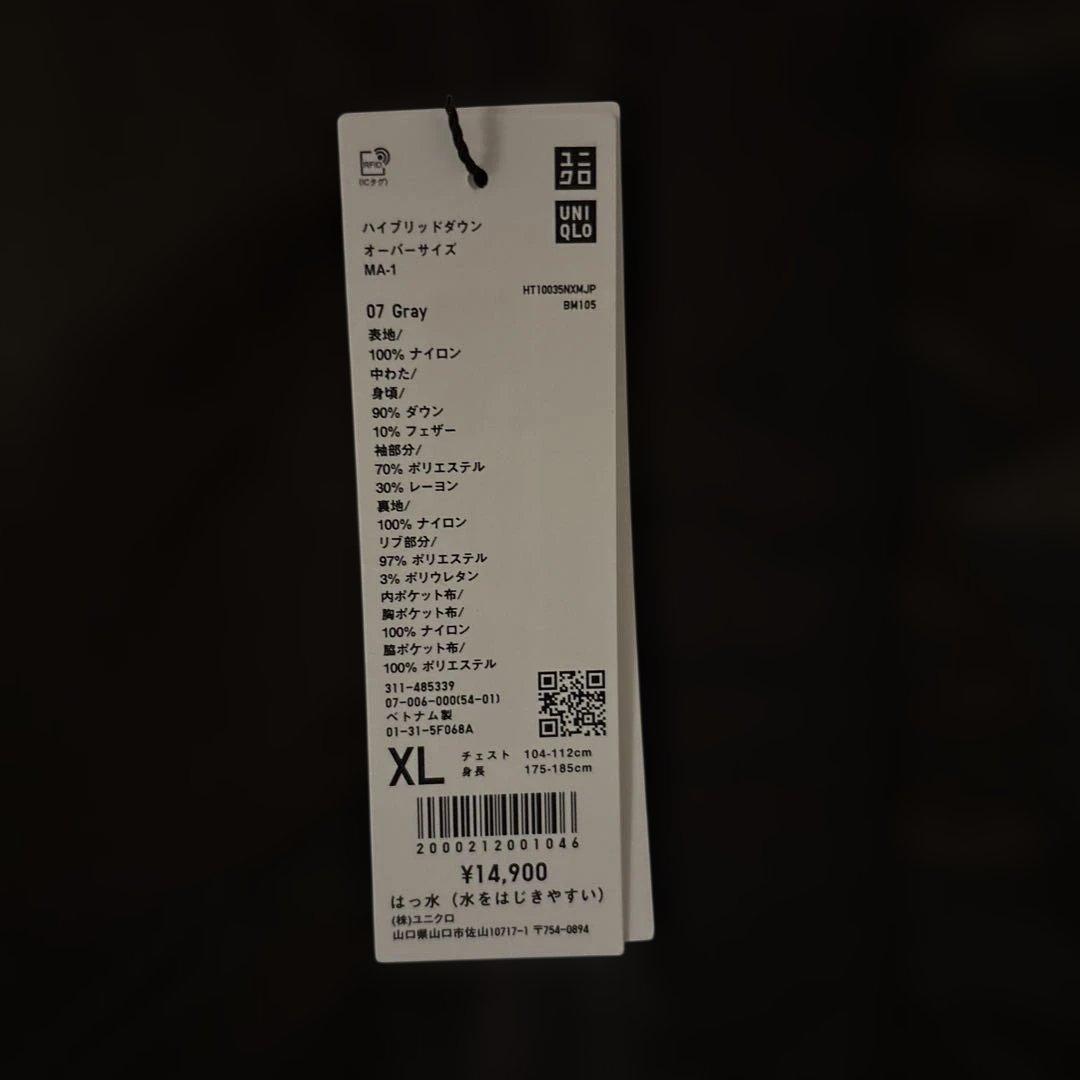 RFID
(ICタグ)
ユニ
クロ
UNI
QLO
ハイブリッドダウン
オーバーサイズ
MA-1
HT10035NXMJP
BM105
07 Gray
表地/
100% ナイロン
中わた/
身頃/
90% ダウン
10% フェザー
袖部分/
70% ポリエステル
30% レーヨン
裏地/
100% ナイロン
リブ部分/
97% ポリエステル
3% ポリウレタン
内ポケット布/
胸ポケット布/
100% ナイロン
脇ポケット布/
100% ポリエステル
311-485339
07-006-000(54-01)
ベトナム製
01-31-5F068A
XL
チェスト 104-112cm
身長 175-185cm
2000212001046
¥14,900
はっ水（水をはじきやすい）
(株)ユニクロ
山口県山口市佐山10717-1 〒754-0894